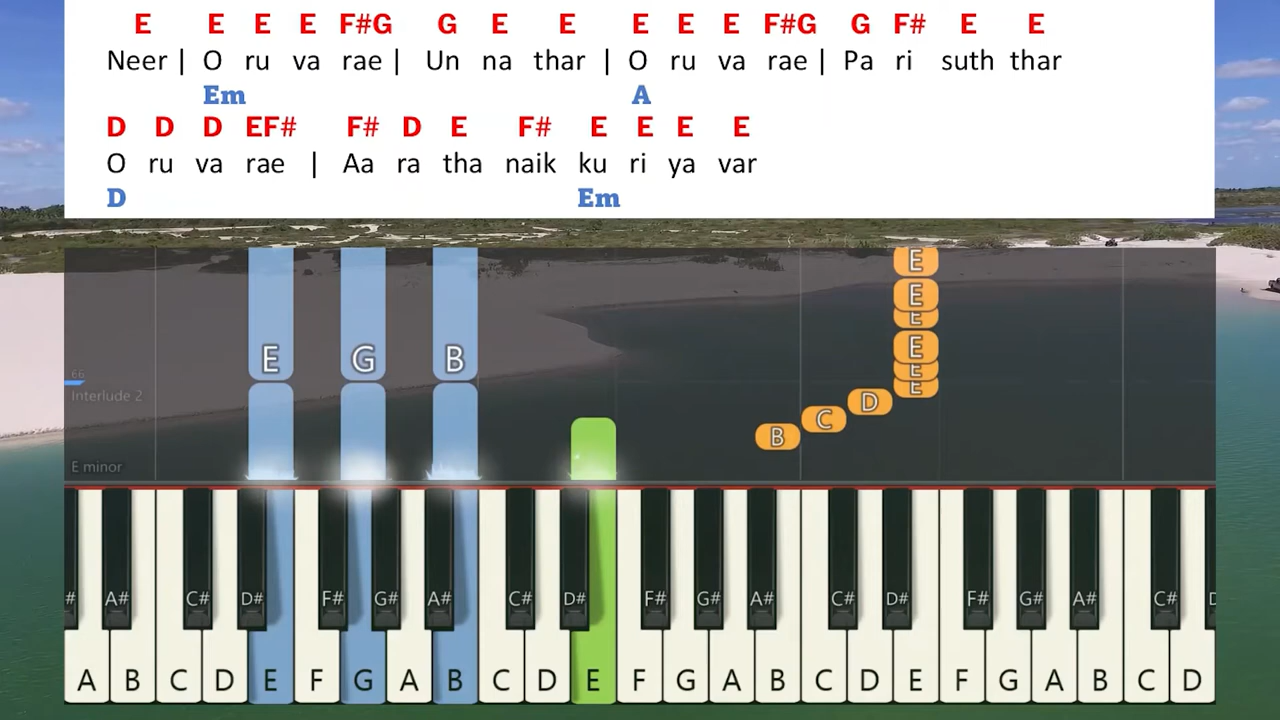 E E E E F#G G E E E E E F#G G F# E E
Neer | O ru va rae | Un na thar | O ru va rae | Pa ri suth thar
Em A
D D D EF# F# D E F# E E E E
O ru va rae | Aa ra tha naik ku ri ya var
D Em
E
E
E
E G B E
E
66 E
Interlude 2 D
C
B
E minor
# A# C# D# F# G# A# C# D# F# G# A# C# D# F# G# A# C# D
A B C D E F G A B C D E F G A B C D E F G A B C D